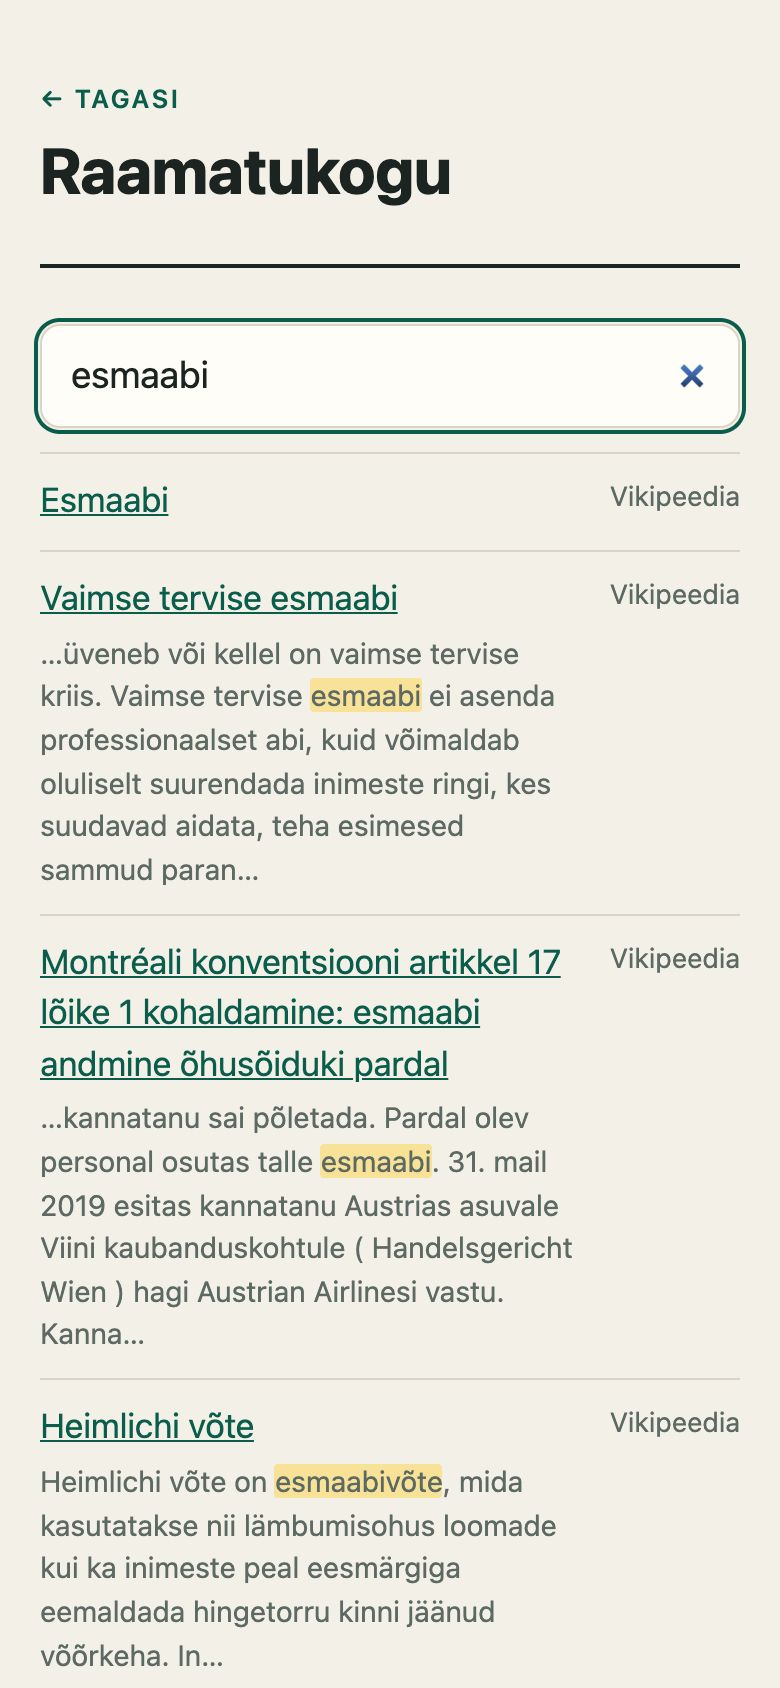 ← TAGASI
Raamatukogu
esmaabi
Esmaabi
Vikipeedia
Vaimse tervise esmaabi
Vikipeedia
...üveneb või kellel on vaimse tervise
kriis. Vaimse tervise esmaabi ei asenda
professionaalset abi, kuid võimaldab
oluliselt suurendada inimeste ringi, kes
suudavad aidata, teha esimesed
sammud paran...
Montréali konventsiooni artikkel 17
lõike 1 kohaldamine: esmaabi
andmine õhusõiduki pardal
Vikipeedia
...kannatanu sai põletada. Pardal olev
personal osutas talle esmaabi. 31. mail
2019 esitas kannatanu Austrias asuvale
Viini kaubanduskohtule ( Handelsgericht
Wien ) hagi Austrian Airlinesi vastu.
Kanna...
Heimlichi võte
Vikipeedia
Heimlichi võte on esmaabivõte, mida
kasutatakse nii lämbumisohus loomade
kui ka inimeste peal eesmärgiga
eemaldada hingetorru kinni jäänud
võõrkeha. In...